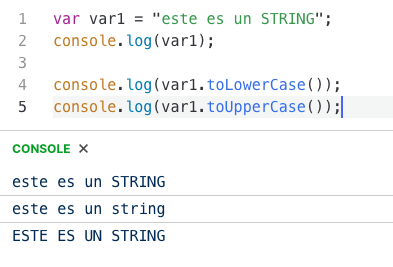 1 var var1 = "este es un STRING";
2 console.log(var1);
3
4 console.log(var1.toLowerCase());
5 console.log(var1.toUpperCase());
CONSOLE ×
este es un STRING
este es un string
ESTE ES UN STRING